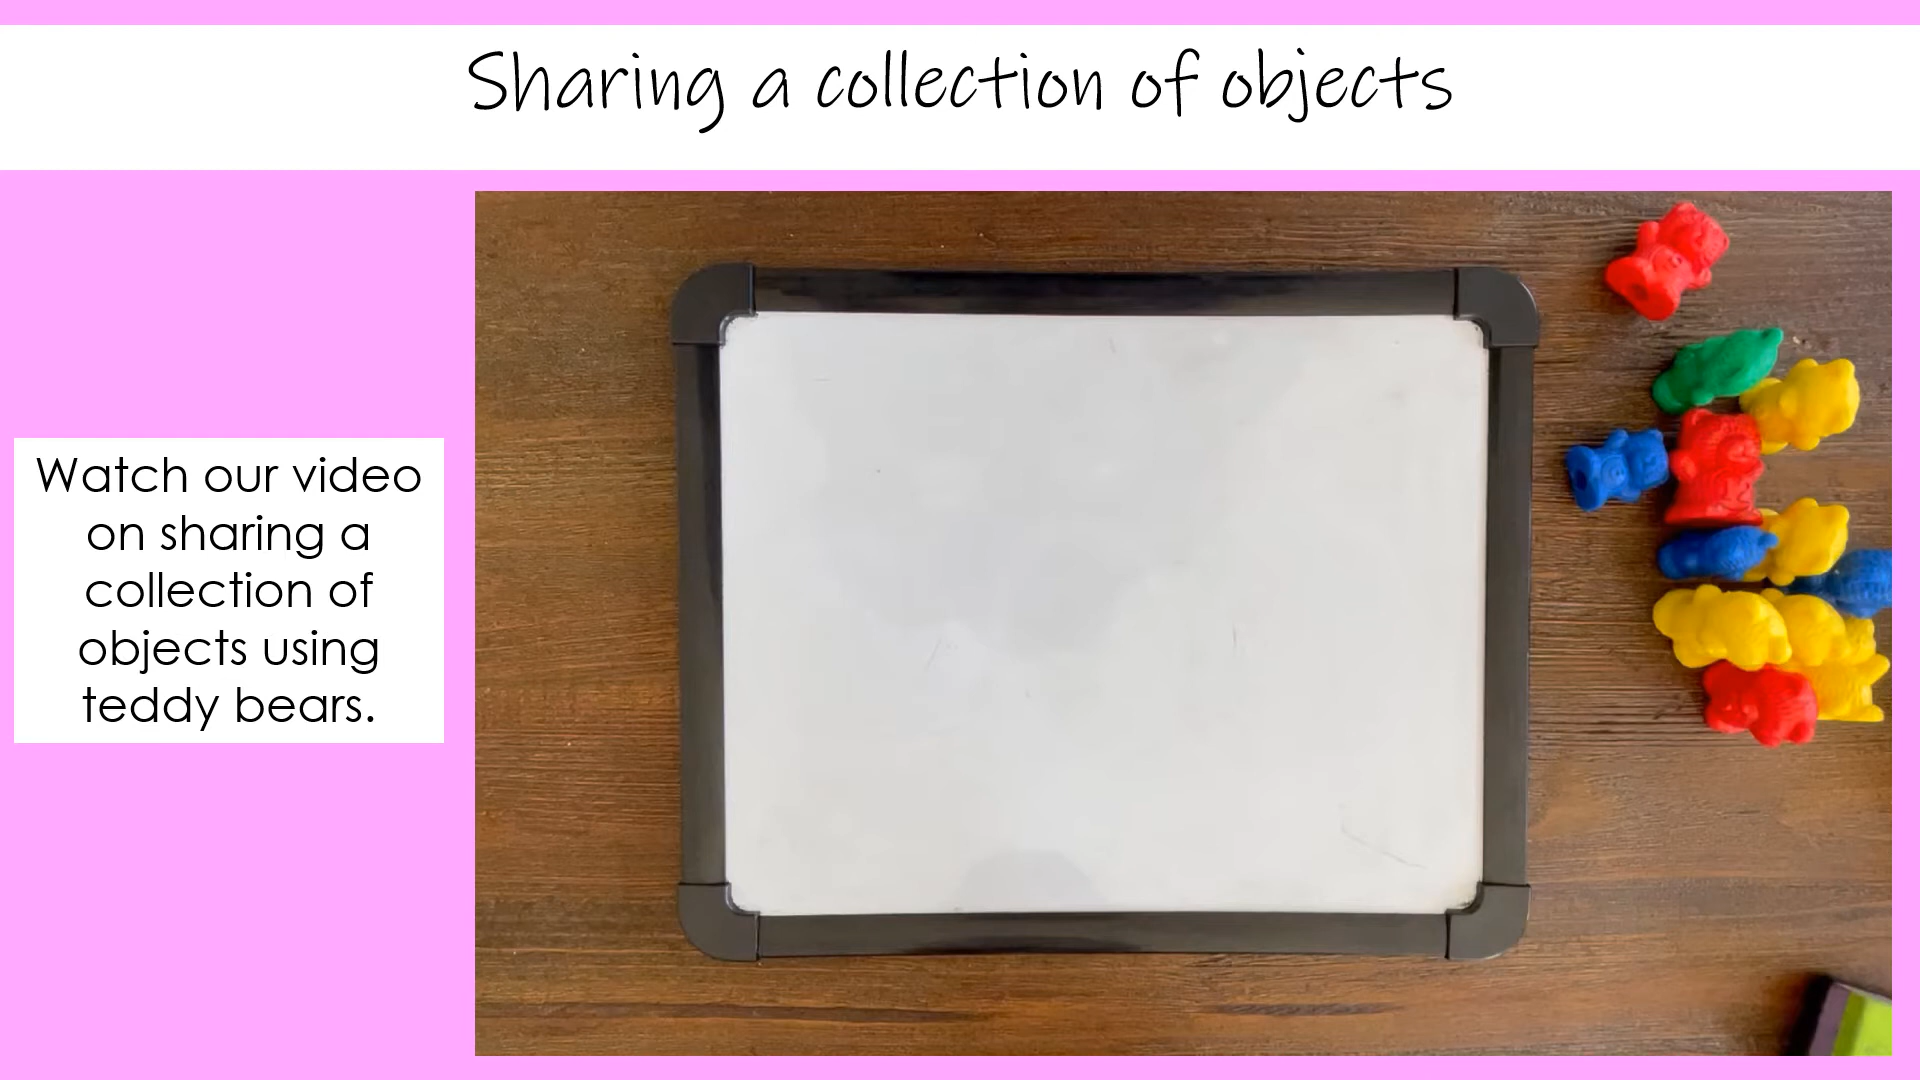 Sharing a collection of objects
Watch our video
on sharing a
collection of
objects using
teddy bears.